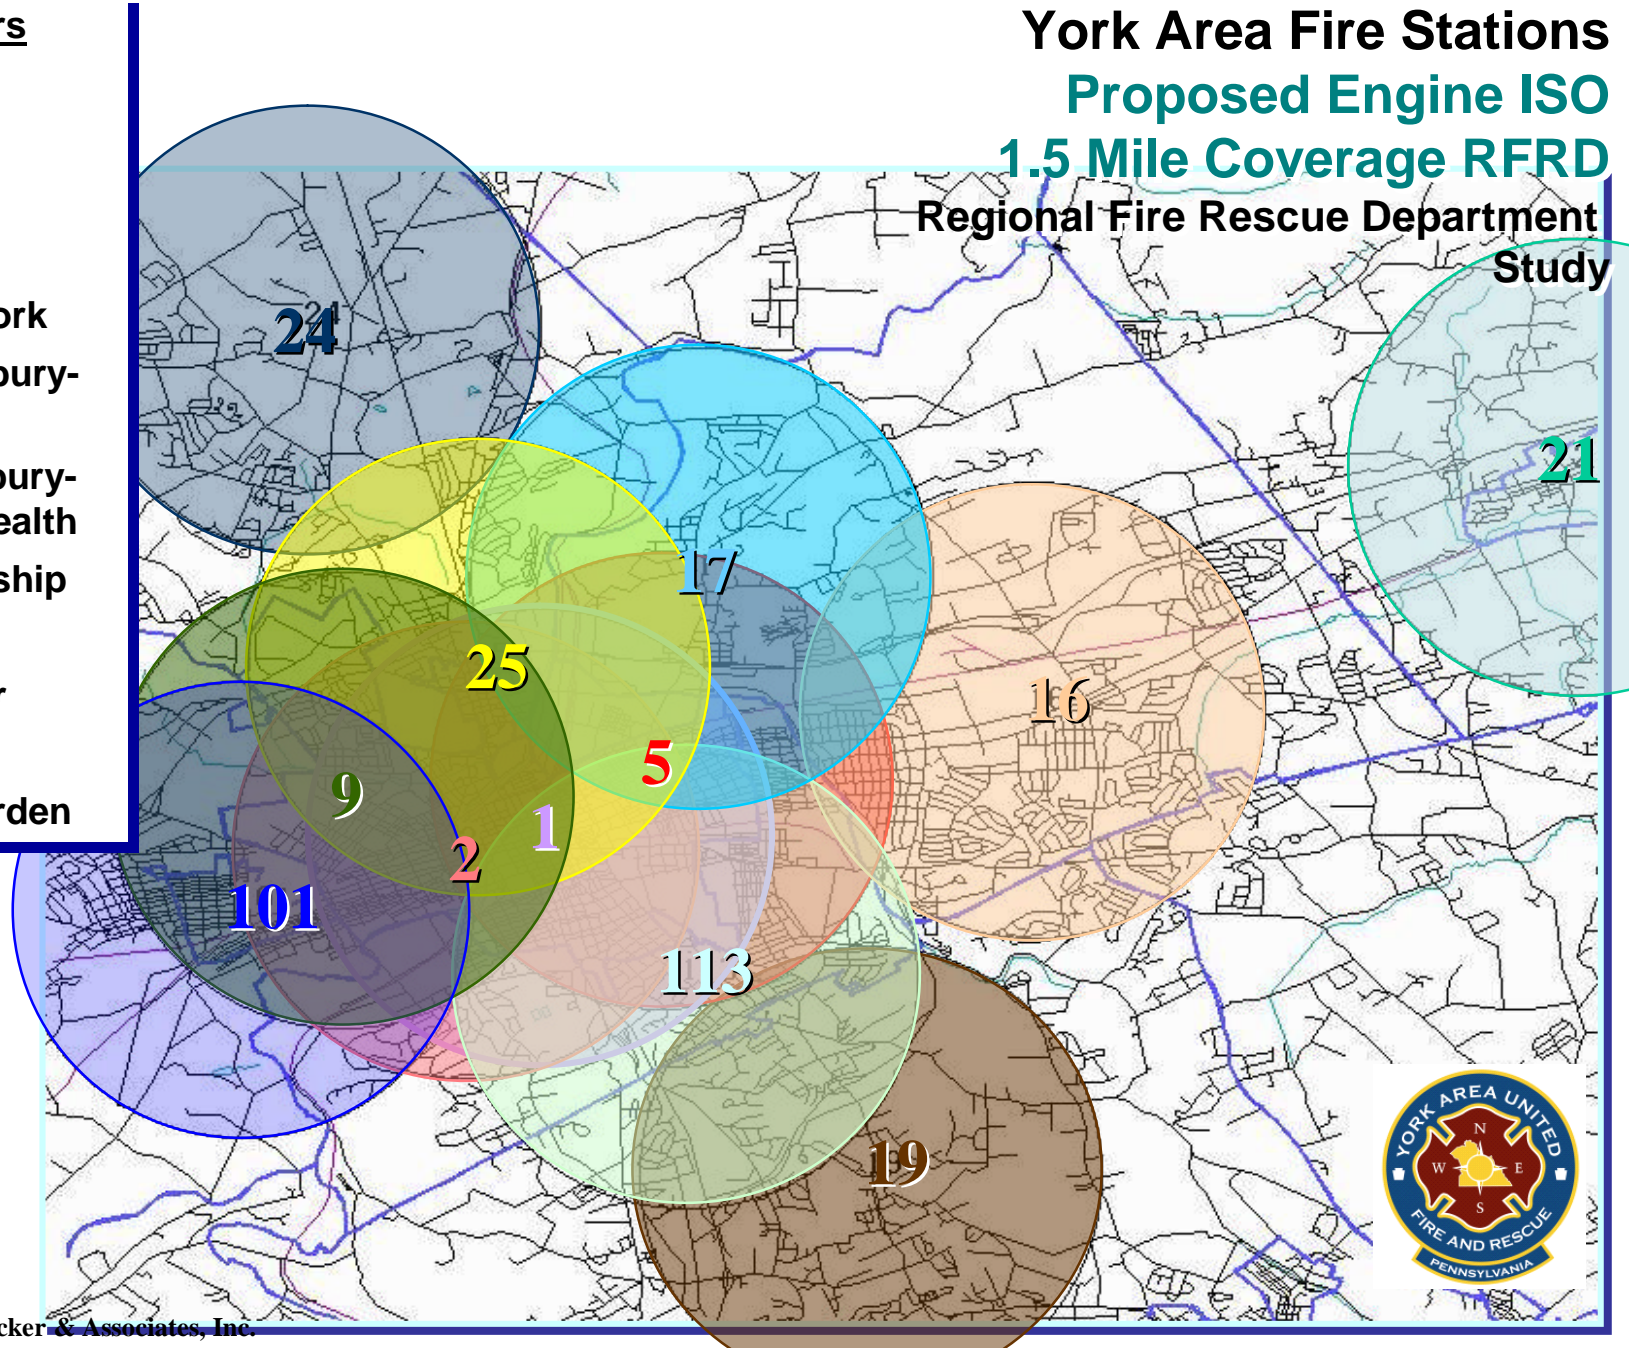 rs
ork
bury-
bury-
ealth
ship
r
rden
York Area Fire Stations
Proposed Engine ISO
1.5 Mile Coverage RFRD
Regional Fire Rescue Department
Study
24
21
17
25
16
5
9
1
2
101
113
19
YORK AREA UNITED
N
W E
S
FIRE AND RESCUE
PENNSYLVANIA
cker & Associates, Inc.